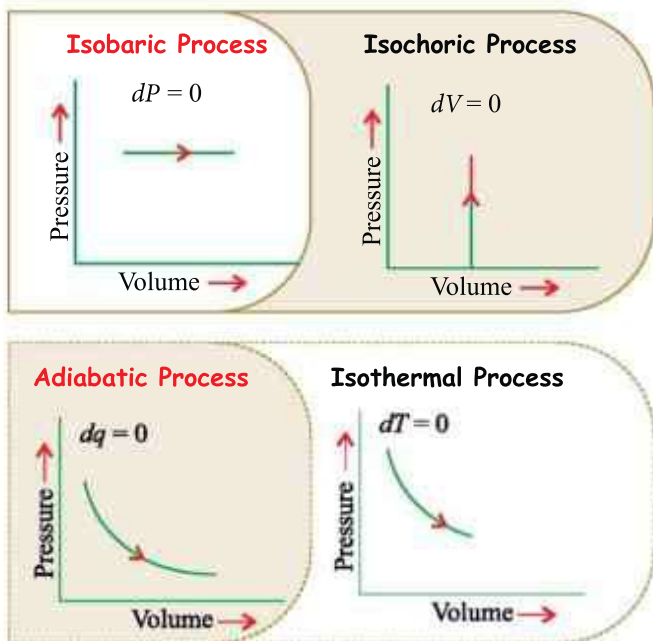 Isobaric Process
dP = 0
Pressure
Volume
Isochoric Process
dV = 0
Pressure
Volume
Adiabatic Process
dq = 0
Pressure
Volume
Isothermal Process
dT = 0
Pressure
Volume